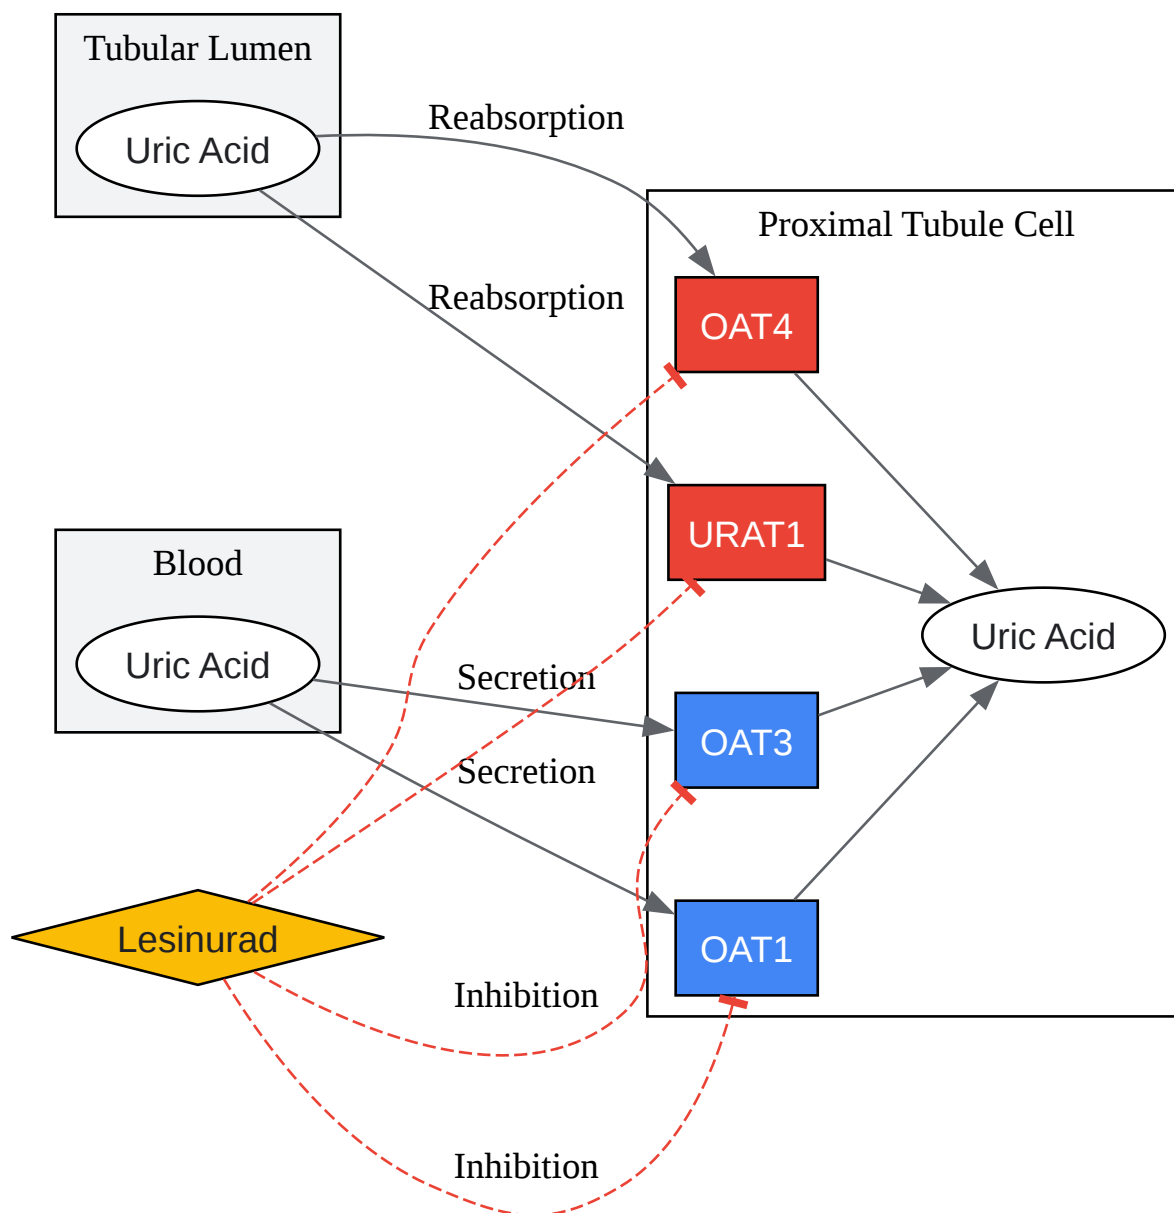 Tubular Lumen
Uric Acid
Reabsorption
Proximal Tubule Cell
Reabsorption
OAT4
URAT1
Blood
Uric Acid
Uric Acid
Secretion
OAT3
Secretion
Lesinurad
OAT1
Inhibition
Inhibition